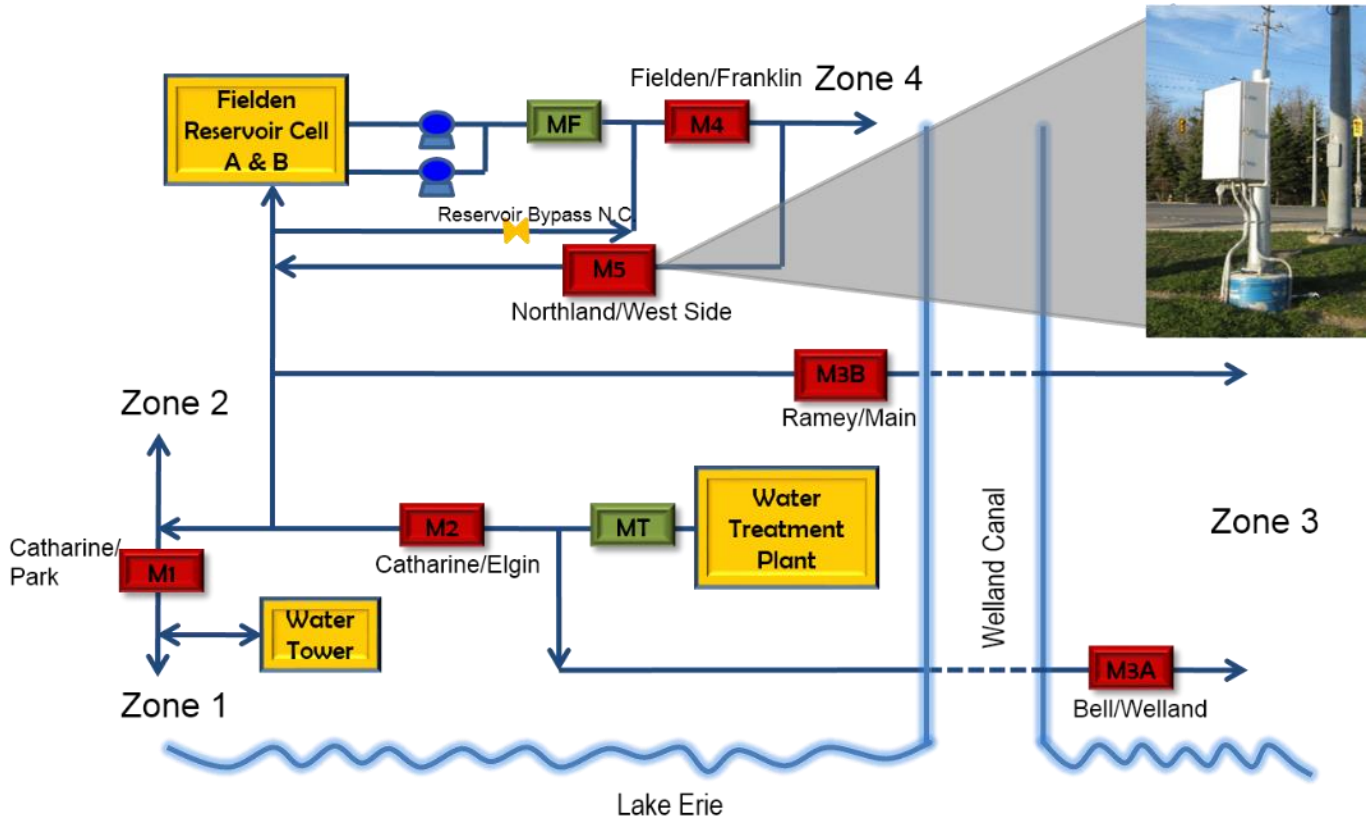 Fielden/Franklin
Zone 4
Fielden
Reservoir Cell
A & B
MF
M4
Reservoir Bypass N.C.
M5
Northland/West Side
Zone 2
M3B
Ramey/Main
Water
Treatment
Plant
M2
MT
Catharine/Elgin
Catharine/
Park
M1
Welland Canal
Zone 3
Water
Tower
Zone 1
M3A
Bell/Welland
Lake Erie